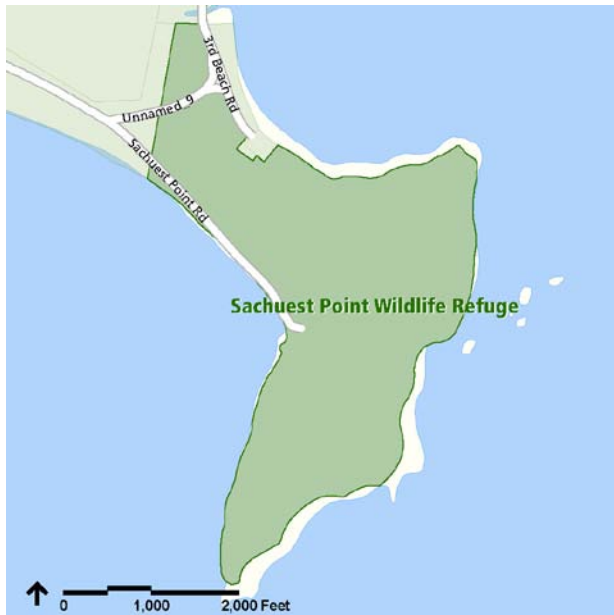 3rd Beach Rd
Unnamed 9
Sachuest Point Rd
Sachuest Point Wildlife Refuge
0 1,000 2,000 Feet